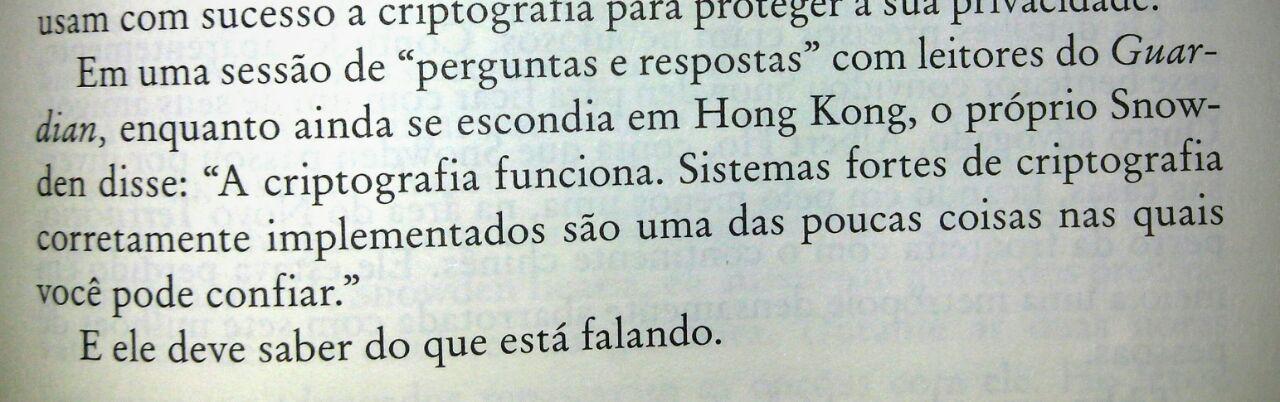 usam com sucesso a criptografia para proteger a sua privacidade.
Em uma sessão de “perguntas e respostas” com leitores do Guar-
dian, enquanto ainda se escondia em Hong Kong, o próprio Snow-
den disse: “A criptografia funciona. Sistemas fortes de criptografia
corretamente implementados são uma das poucas coisas nas quais
você pode confiar.”
E ele deve saber do que está falando.